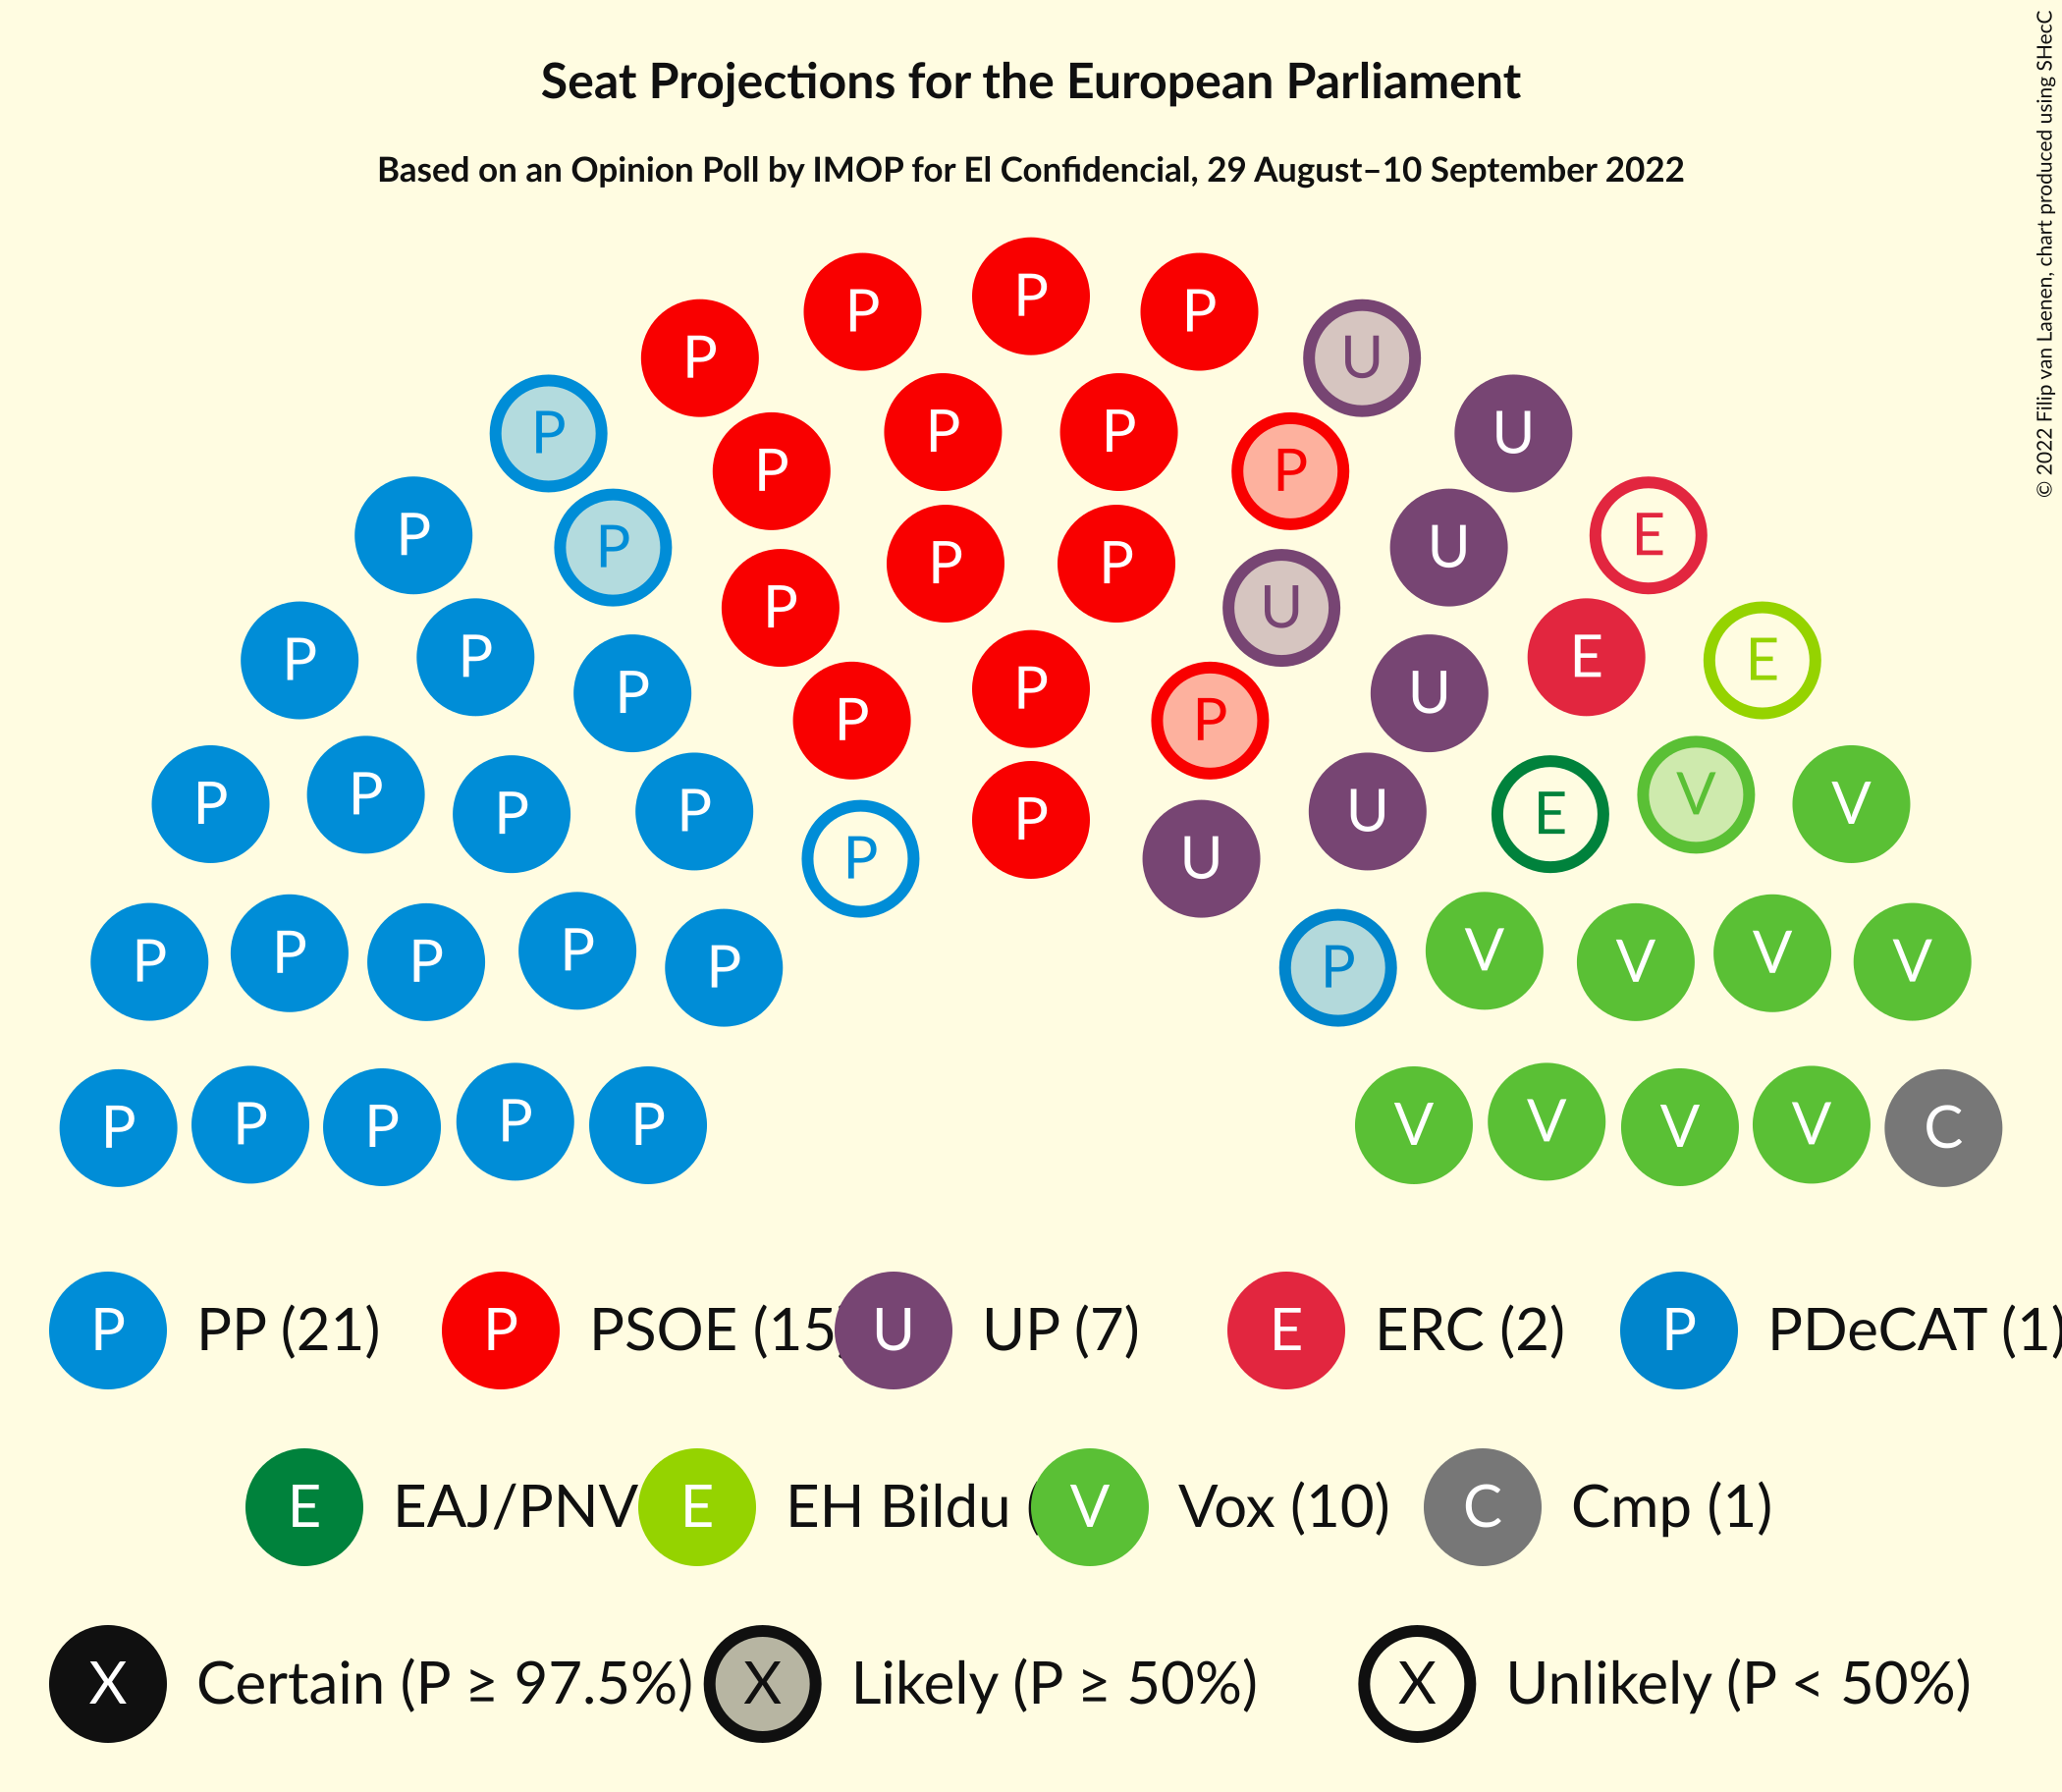 Seat Projections for the European Parliament
Based on an Opinion Poll by IMOP for El Confidencial, 29 August–10 September 2022
© 2022 Filip van Laenen, chart produced using SHecC
P
P P
P U
P P P U
P P
P E
P P P U
P U
P P E E
P P U
P P
P P P P P U E V V
P U
P P P P P P V V V V
P P P P P V V V V C
P PP (21) P PSOE (15) U UP (7) E ERC (2) P PDeCAT (1)
E EAJ/PNV E EH Bildu V Vox (10) C Cmp (1)
X Certain (P ≥ 97.5%) X Likely (P ≥ 50%) X Unlikely (P < 50%)